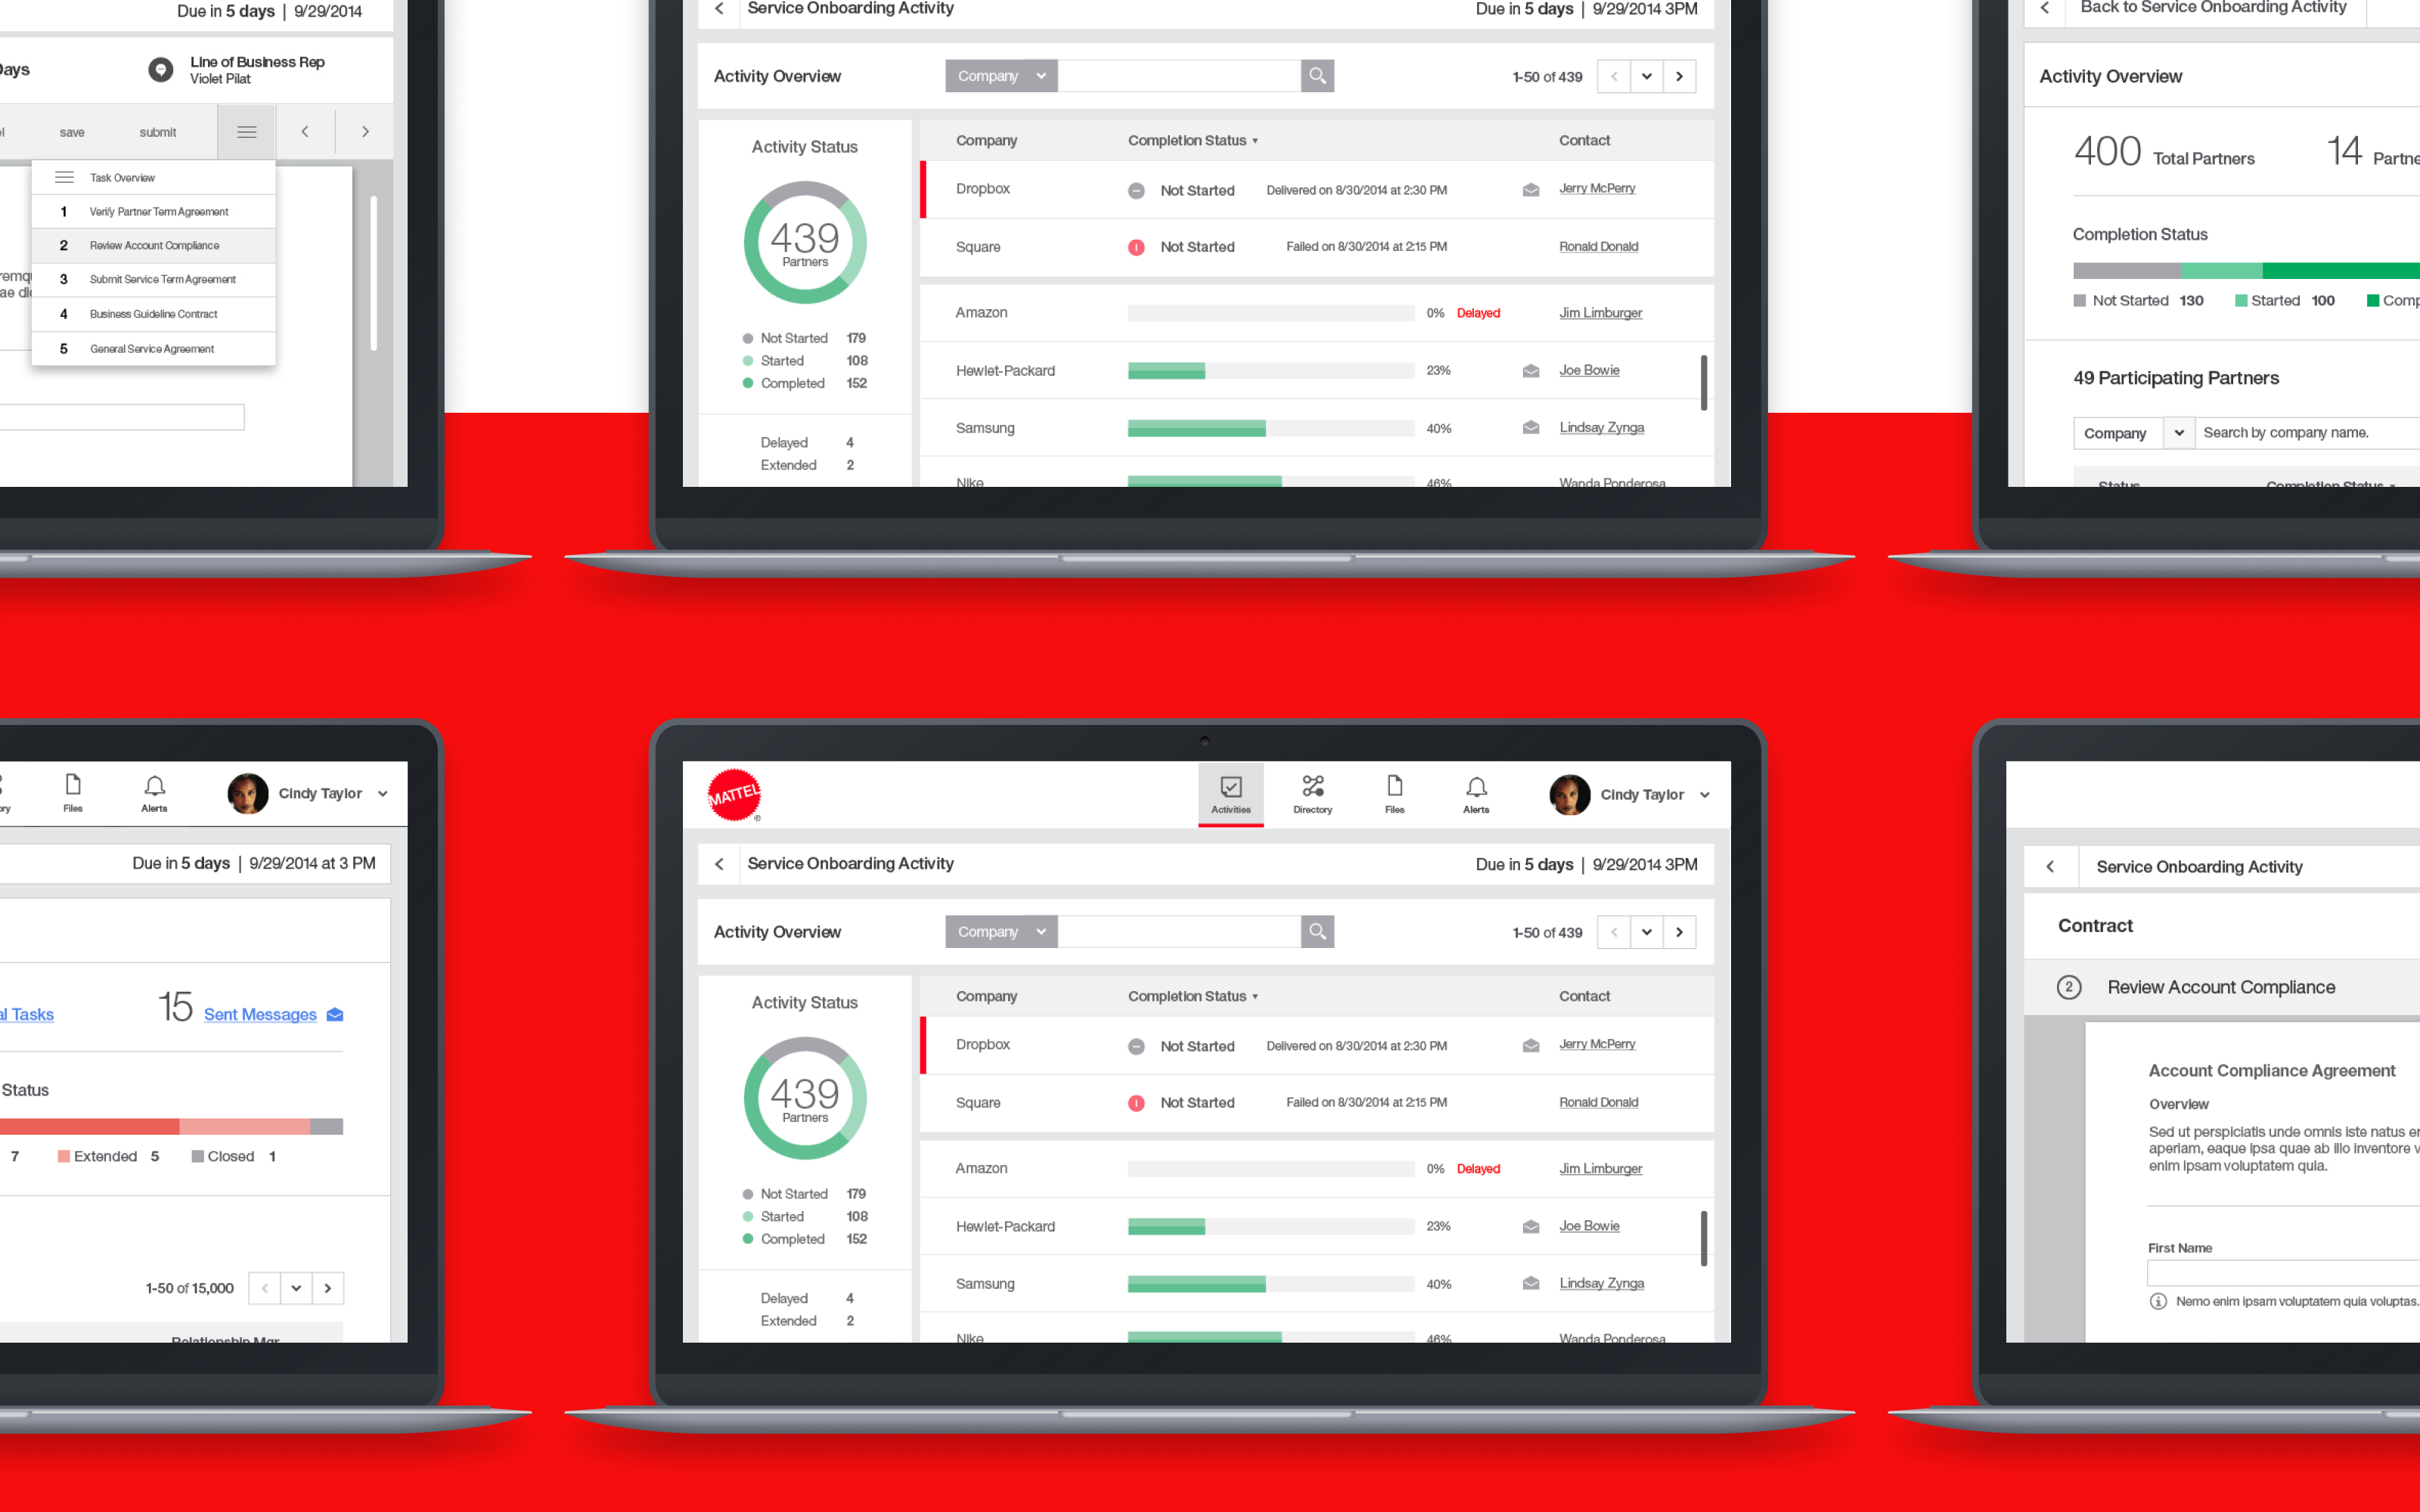 Due in 5 days | 9/29/2014
Line of Business Rep
Violet Pilat
save submit
Task Overview
1 Verify Partner Term Agreement
2 Review Account Compliance
3 Submit Service Term Agreement
4 Business Guideline Contract
5 General Service Agreement
Service Onboarding Activity Due in 5 days | 9/29/2014 3PM
Activity Overview Company 1-50 of 439
Activity Status
439
Partners
Not Started 179
Started 108
Completed 152
Delayed 4
Extended 2
Company Completion Status Contact
Dropbox Not Started Delivered on 8/30/2014 at 2:30 PM Jerry McPerry
Square Not Started Failed on 8/30/2014 at 2:15 PM Ronald Donald
Amazon 0% Delayed Jim Limburger
Hewlet-Packard 23% Joe Bowie
Samsung 40% Lindsay Zynga
Nike 46% Wanda Ponderosa
Back to Service Onboarding Activity
Activity Overview
400 Total Partners 14
Completion Status
Not Started 130 Started 100
49 Participating Partners
Company Search by company name.
Status Completion Status
Files Alerts Cindy Taylor
Due in 5 days | 9/29/2014 at 3 PM
Tasks 15 Sent Messages
Status
7 Extended 5 Closed 1
1-50 of 15,000
Relationship Mgr
MATTEL
®
Activities Directory Files Alerts Cindy Taylor
Service Onboarding Activity Due in 5 days | 9/29/2014 3PM
Activity Overview Company 1-50 of 439
Activity Status
439
Partners
Not Started 179
Started 108
Completed 152
Delayed 4
Extended 2
Company Completion Status Contact
Dropbox Not Started Delivered on 8/30/2014 at 2:30 PM Jerry McPerry
Square Not Started Failed on 8/30/2014 at 2:15 PM Ronald Donald
Amazon 0% Delayed Jim Limburger
Hewlet-Packard 23% Joe Bowie
Samsung 40% Lindsay Zynga
Nike 46% Wanda Ponderosa
Service Onboarding Activity
Contract
2 Review Account Compliance
Account Compliance Agreement
Overview
Sed ut perspiciatis unde omnis iste natus
aperiam, eaque ipsa quae ab illo inventore
enim ipsam voluptatem quia.
First Name
Nemo enim ipsam voluptatem quia voluptas.